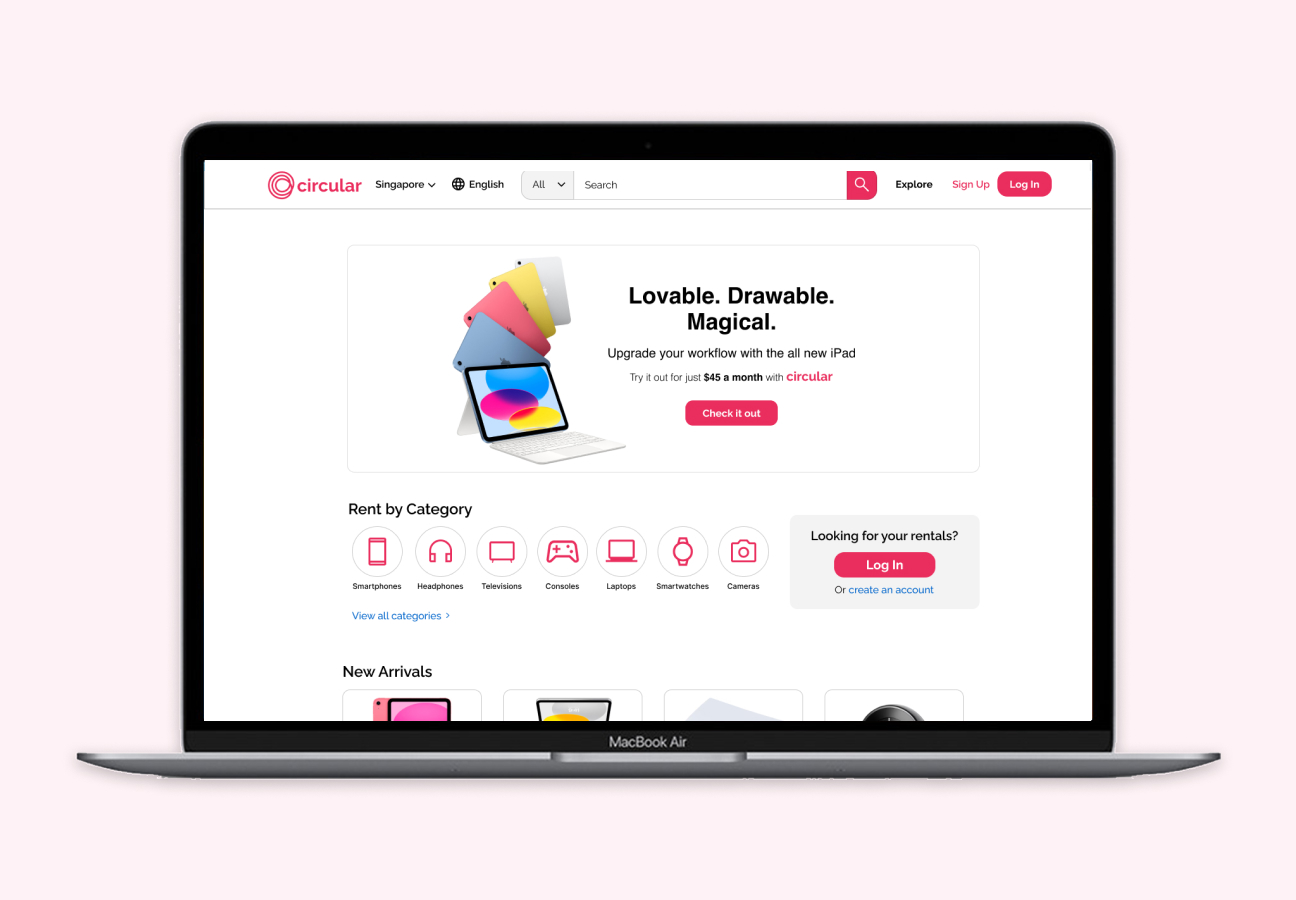 circular
Singapore
English
All
Search
Explore
Sign Up
Log In
Lovable. Drawable.
Magical.
Upgrade your workflow with the all new iPad
Try it out for just $45 a month with circular
Check it out
Rent by Category
Smartphones
Headphones
Televisions
Consoles
Laptops
Smartwatches
Cameras
View all categories >
Looking for your rentals?
Log In
Or create an account
New Arrivals
MacBook Air